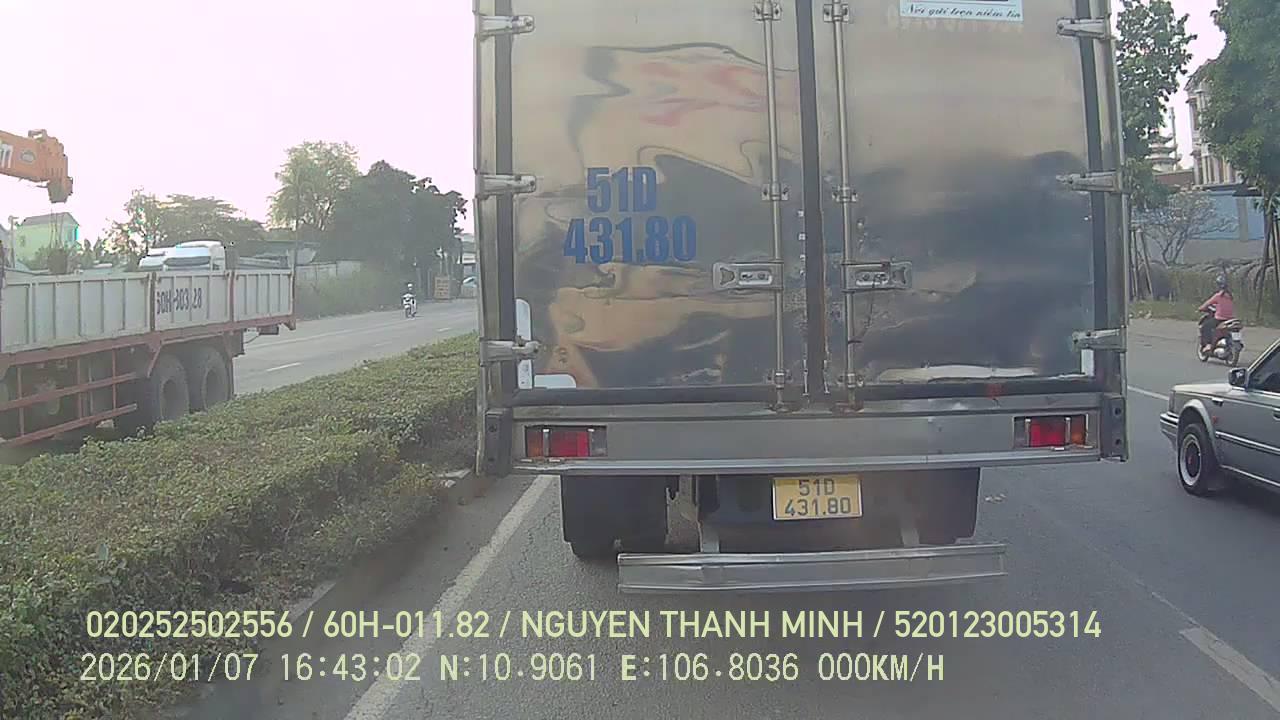 Nơi gửi trọn niềm tin
51D
431.80
60H-903.28
51D
431.80
020252502556 / 60H-011.82 / NGUYEN THANH MINH / 520123005314
2026/01/07 16:43:02 N:10.9061 E:106.8036 000KM/H